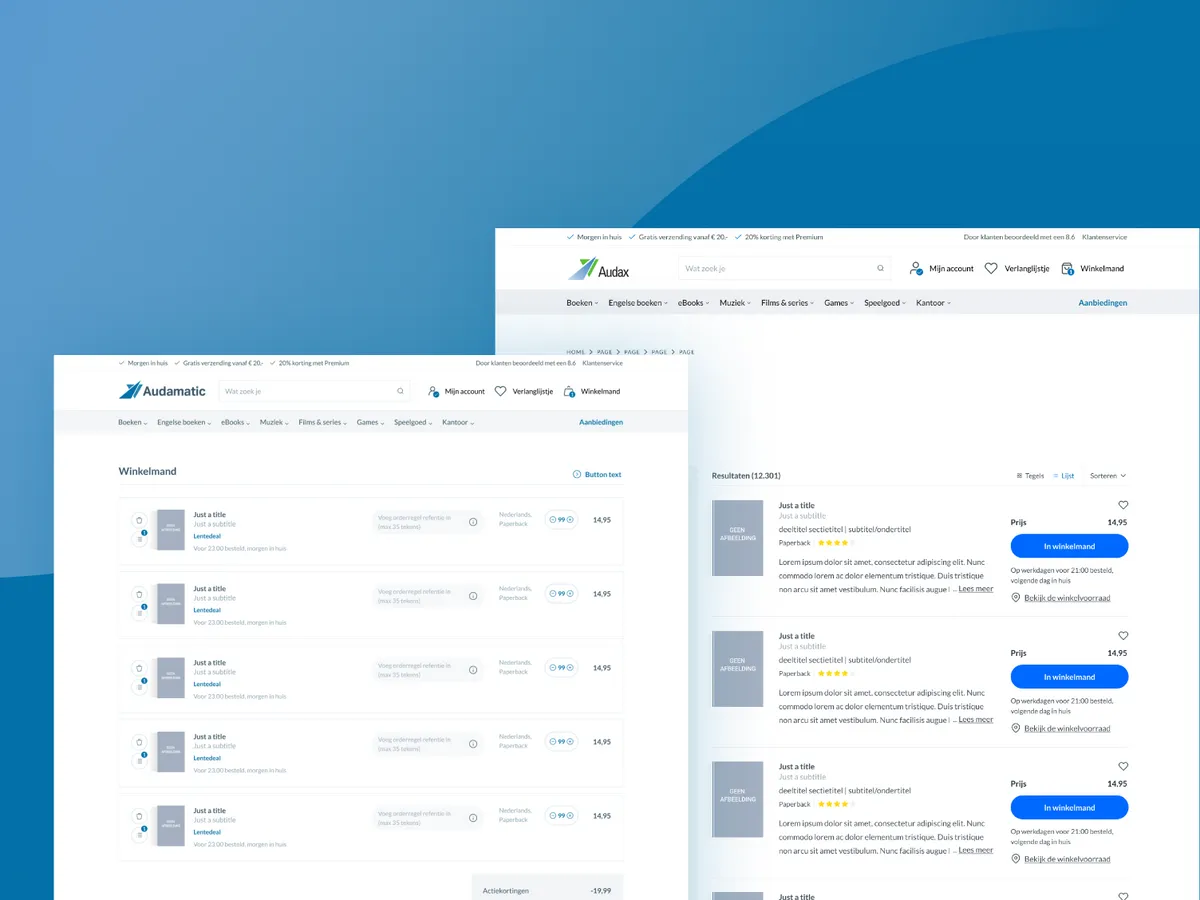 Morgen in huis Gratis verzending vanaf € 20,- 20% korting met Premium Door klanten beoordeeld met een 8.6 Klantenservice
Audax Wat zoek je Mijn account Verlanglijstje 1 Winkelmand
Boeken Engelse boeken eBooks Muziek Films & series Games Speelgoed Kantoor Aanbiedingen
HOME > PAGE > PAGE > PAGE > PAGE
Resultaten (12.301) Tegels Lijst Sorteren
GEEN AFBEELDING
Just a title
Just a subtitle
deeltitel sectietitel | subtitel/ondertitel
Paperback
Lorem ipsum dolor sit amet, consectetur adipiscing elit. Nunc
commodo lorem ac dolor elementum tristique. Duis tristique
non arcu sit amet vestibulum. Nunc facilisis augue l ... Lees meer
Prijs 14,95
In winkelmand
Op werkdagen voor 21:00 besteld,
volgende dag in huis
Bekijk de winkelvoorraad
GEEN AFBEELDING
Just a title
Just a subtitle
deeltitel sectietitel | subtitel/ondertitel
Paperback
Lorem ipsum dolor sit amet, consectetur adipiscing elit. Nunc
commodo lorem ac dolor elementum tristique. Duis tristique
non arcu sit amet vestibulum. Nunc facilisis augue l ... Lees meer
Prijs 14,95
In winkelmand
Op werkdagen voor 21:00 besteld,
volgende dag in huis
Bekijk de winkelvoorraad
GEEN AFBEELDING
Just a title
Just a subtitle
deeltitel sectietitel | subtitel/ondertitel
Paperback
Lorem ipsum dolor sit amet, consectetur adipiscing elit. Nunc
commodo lorem ac dolor elementum tristique. Duis tristique
non arcu sit amet vestibulum. Nunc facilisis augue l ... Lees meer
Prijs 14,95
In winkelmand
Op werkdagen voor 21:00 besteld,
volgende dag in huis
Bekijk de winkelvoorraad
Just a title
Morgen in huis Gratis verzending vanaf € 20,- 20% korting met Premium Door klanten beoordeeld met een 8.6 Klantenservice
Audamatic Wat zoek je Mijn account Verlanglijstje 1 Winkelmand
Boeken Engelse boeken eBooks Muziek Films & series Games Speelgoed Kantoor Aanbiedingen
Winkelmand Button text
1
Just a title
Just a subtitle
Lentedeal
Voor 23.00 besteld, morgen in huis
Voeg orderregel referentie in
(max 35 tekens)
Nederlands,
Paperback
99 14,95
1
Just a title
Just a subtitle
Lentedeal
Voor 23.00 besteld, morgen in huis
Voeg orderregel referentie in
(max 35 tekens)
Nederlands,
Paperback
99 14,95
1
Just a title
Just a subtitle
Lentedeal
Voor 23.00 besteld, morgen in huis
Voeg orderregel referentie in
(max 35 tekens)
Nederlands,
Paperback
99 14,95
1
Just a title
Just a subtitle
Lentedeal
Voor 23.00 besteld, morgen in huis
Voeg orderregel referentie in
(max 35 tekens)
Nederlands,
Paperback
99 14,95
1
Just a title
Just a subtitle
Lentedeal
Voor 23.00 besteld, morgen in huis
Voeg orderregel referentie in
(max 35 tekens)
Nederlands,
Paperback
99 14,95
Actiekortingen -19,99